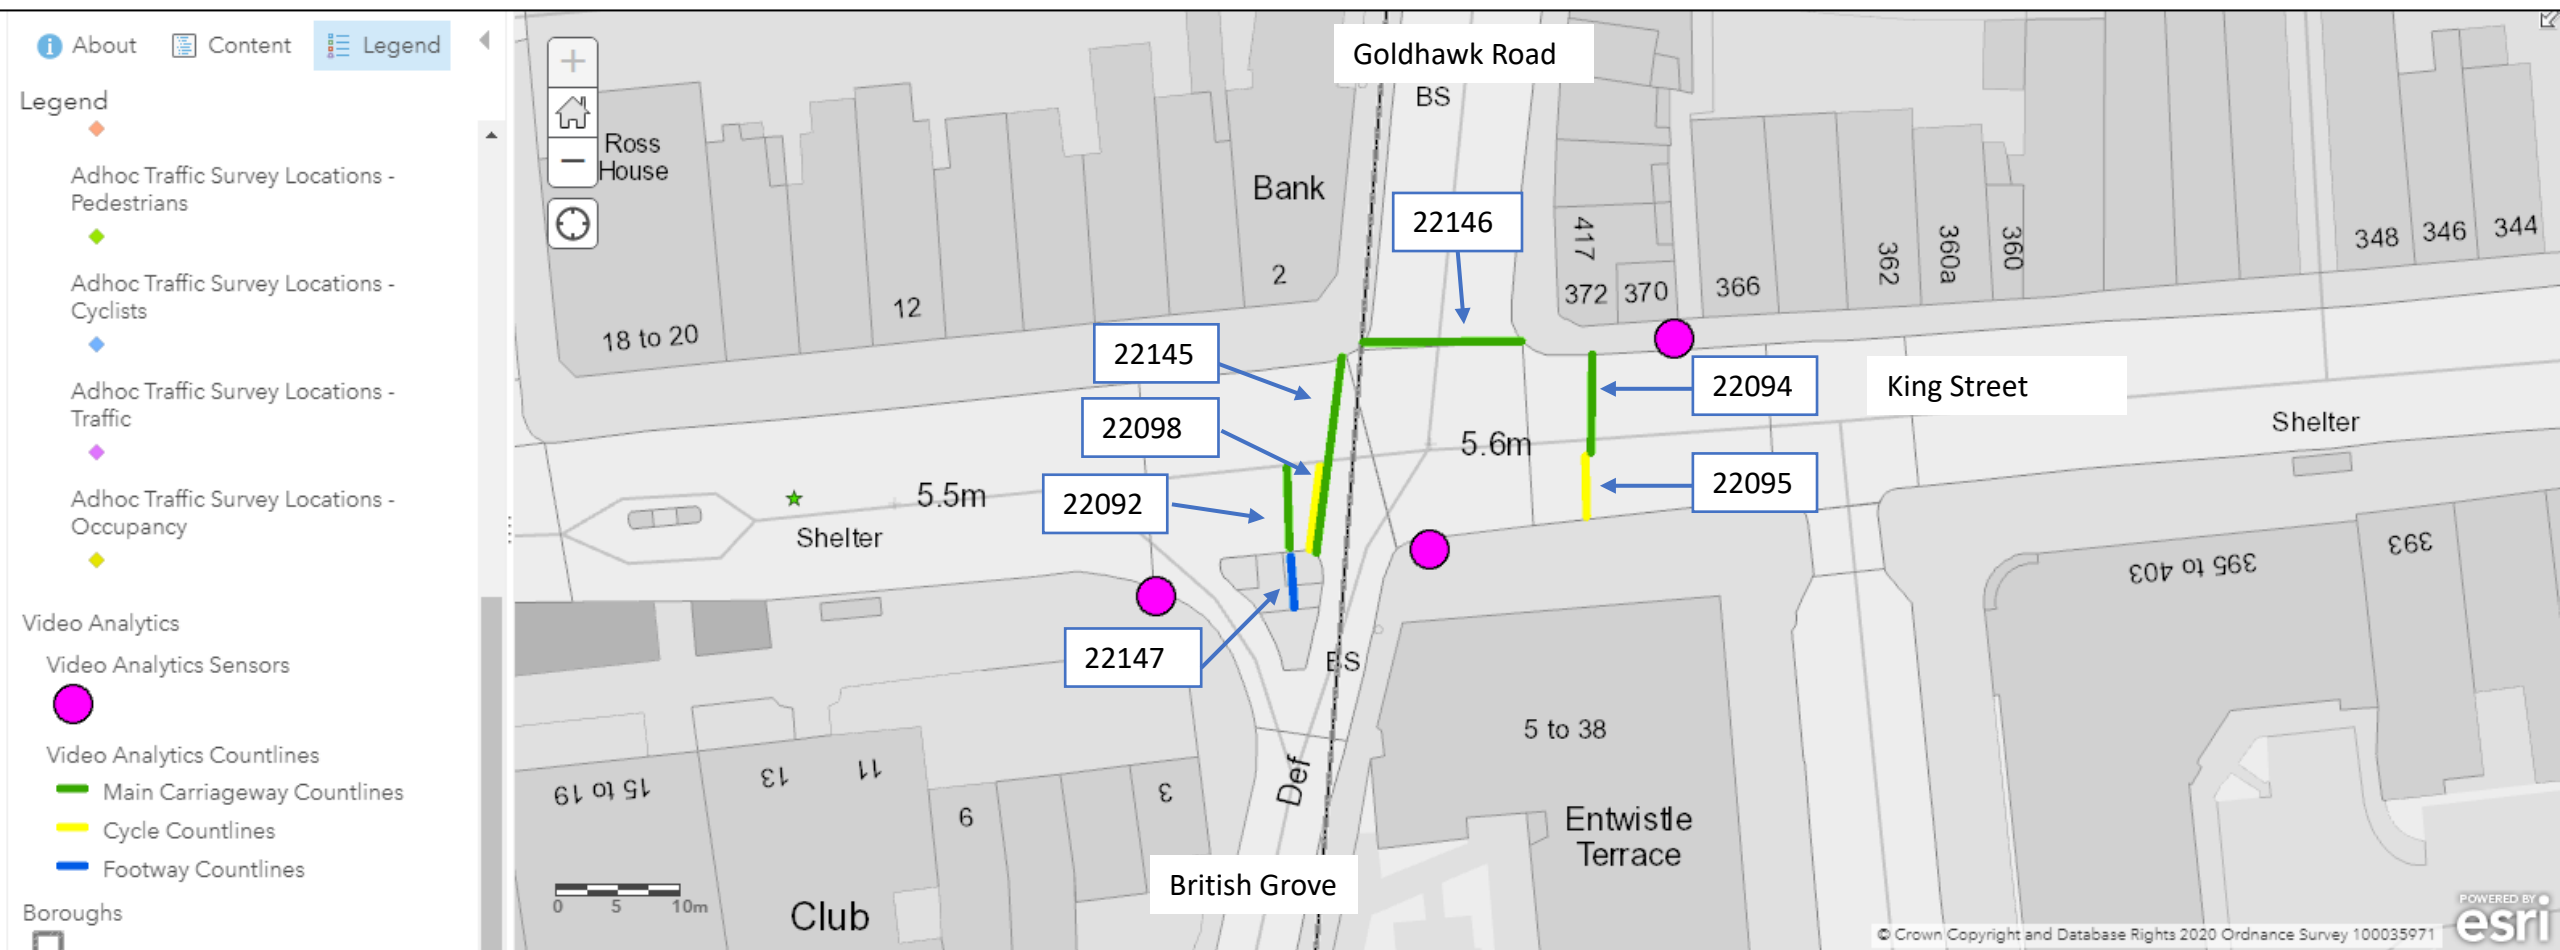 About
Content
Legend
Legend
Adhoc Traffic Survey Locations -
Pedestrians
Adhoc Traffic Survey Locations -
Cyclists
Adhoc Traffic Survey Locations -
Traffic
Adhoc Traffic Survey Locations -
Occupancy
Video Analytics
Video Analytics Sensors
Video Analytics Countlines
Main Carriageway Countlines
Cycle Countlines
Footway Countlines
Boroughs
Goldhawk Road
BS
Ross
House
Bank
22146
417
348
346
344
362
360a
360
2
372
370
366
12
18 to 20
22145
22094
King Street
22098
Shelter
5.6m
22095
5.5m
22092
Shelter
393
395 to 403
22147
BS
5 to 38
Def
15 to 19
13
11
3
9
Entwistle
Terrace
British Grove
Club
0 5 10m
POWERED BY
esri
© Crown Copyright and Database Rights 2020 Ordnance Survey 100035971